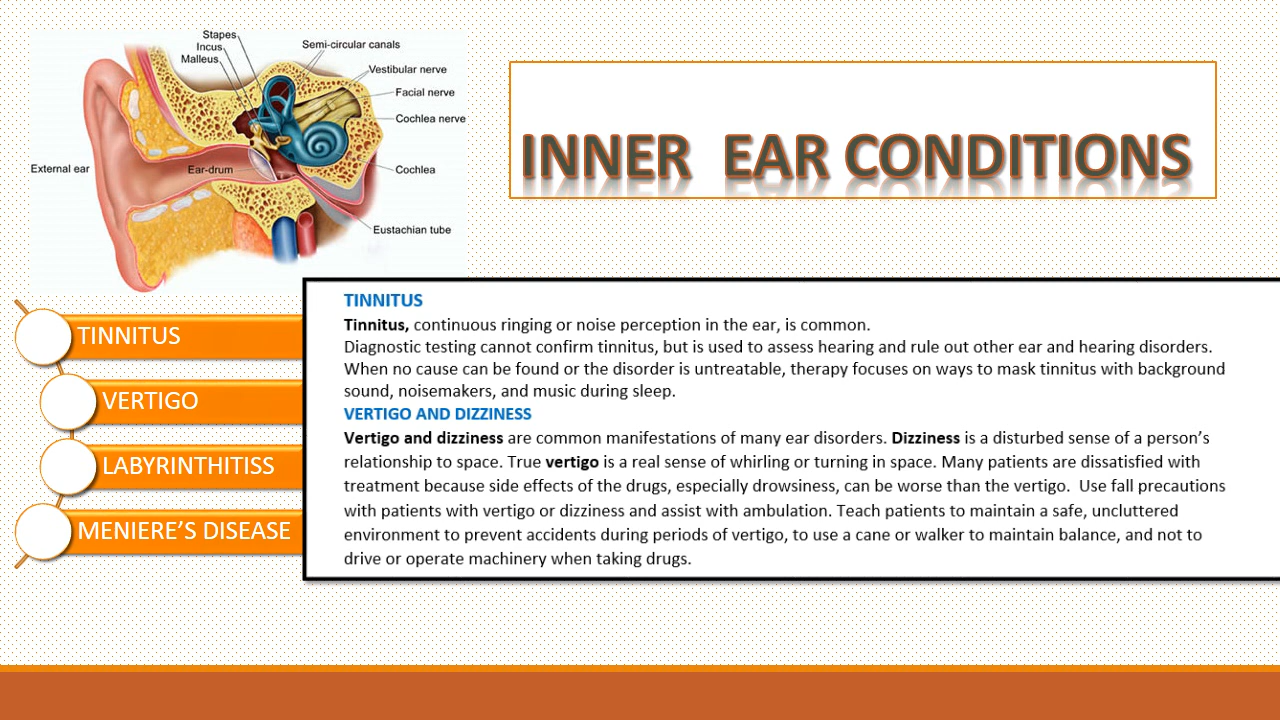 Stapes
Incus
Malleus
Semi-circular canals
Vestibular nerve
Facial nerve
Cochlea nerve
External ear
Ear-drum
Cochlea
Eustachian tube
INNER EAR CONDITIONS
TINNITUS
VERTIGO
LABYRINTHITISS
MENIERE’S DISEASE
TINNITUS
Tinnitus, continuous ringing or noise perception in the ear, is common.
Diagnostic testing cannot confirm tinnitus, but is used to assess hearing and rule out other ear and hearing disorders.
When no cause can be found or the disorder is untreatable, therapy focuses on ways to mask tinnitus with background
sound, noisemakers, and music during sleep.
VERTIGO AND DIZZINESS
Vertigo and dizziness are common manifestations of many ear disorders. Dizziness is a disturbed sense of a person’s
relationship to space. True vertigo is a real sense of whirling or turning in space. Many patients are dissatisfied with
treatment because side effects of the drugs, especially drowsiness, can be worse than the vertigo. Use fall precautions
with patients with vertigo or dizziness and assist with ambulation. Teach patients to maintain a safe, uncluttered
environment to prevent accidents during periods of vertigo, to use a cane or walker to maintain balance, and not to
drive or operate machinery when taking drugs.